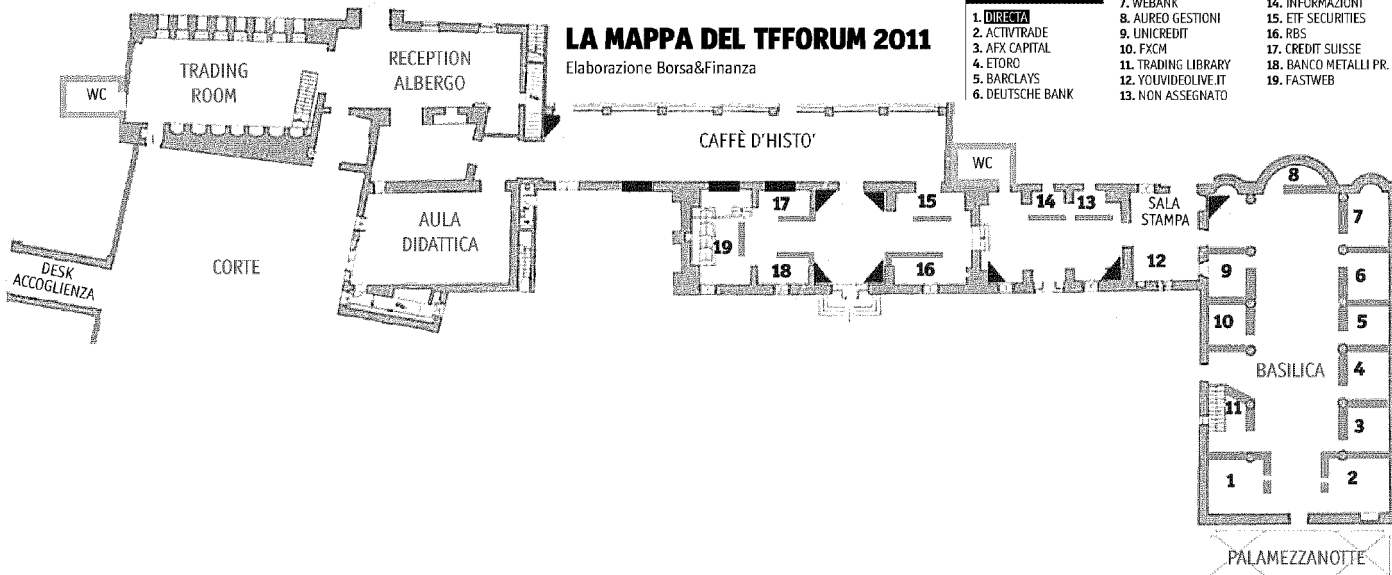 LA MAPPA DEL TFFORUM 2011
Elaborazione Borsa&Finanza
1. DIRECTA
2. ACTIVTRADE
3. AFX CAPITAL
4. ETORO
5. BARCLAYS
6. DEUTSCHE BANK
7. WEBANK
8. AUREO GESTIONI
9. UNICREDIT
10. FXCM
11. TRADING LIBRARY
12. YOUVIDEOLIVE.IT
13. NON ASSEGNATO
14. INFORMAZIONI
15. ETF SECURITIES
16. RBS
17. CREDIT SUISSE
18. BANCO METALLI PR.
19. FASTWEB
WC
TRADING
ROOM
RECEPTION
ALBERGO
CAFFÈ D'HISTO'
WC
DESK
ACCOGLIENZA
CORTE
AULA
DIDATTICA
19
17
18
15
16
14
13
SALA
STAMPA
12
8
7
9
6
10
5
BASILICA
4
11
3
1
2
PALAMEZZANOTTE